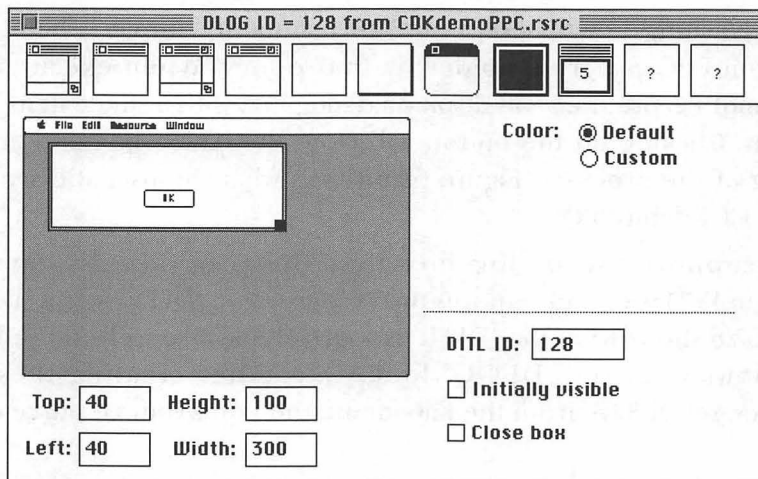 DLOG ID = 128 from CDKdemoPPC.rsrc
5 ? ??
File Edit Resource Window
OK
Color: Default
Custom
DITL ID: 128
Initially visible
Close box
Top: 40 Height: 100
Left: 40 Width: 300